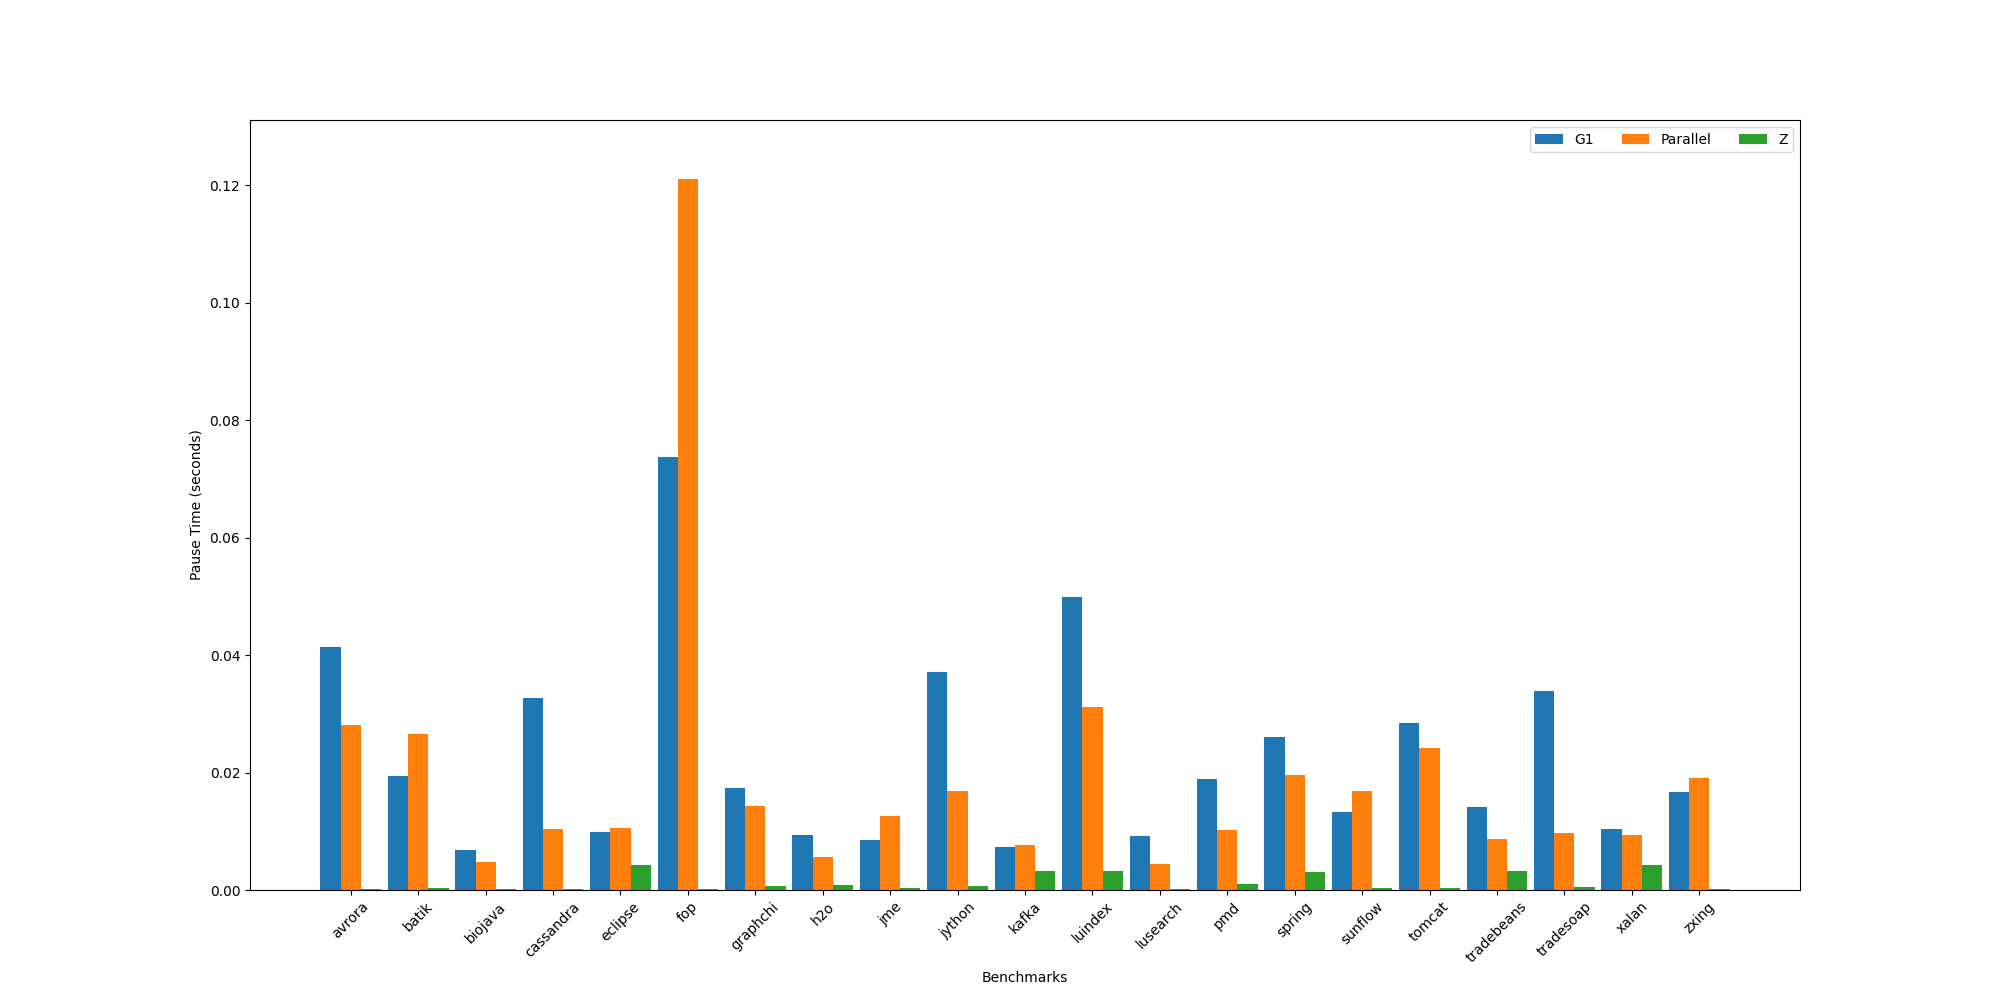 G1 Parallel Z
0.12
0.10
0.08
0.06
0.04
0.02
0.00
Pause Time (seconds)
avrora batik biojava cassandra eclipse fop graphchi h2o jme jython kafka luindex lusearch pmd spring sunflow tomcat tradebeans tradesoap xalan zxing
Benchmarks